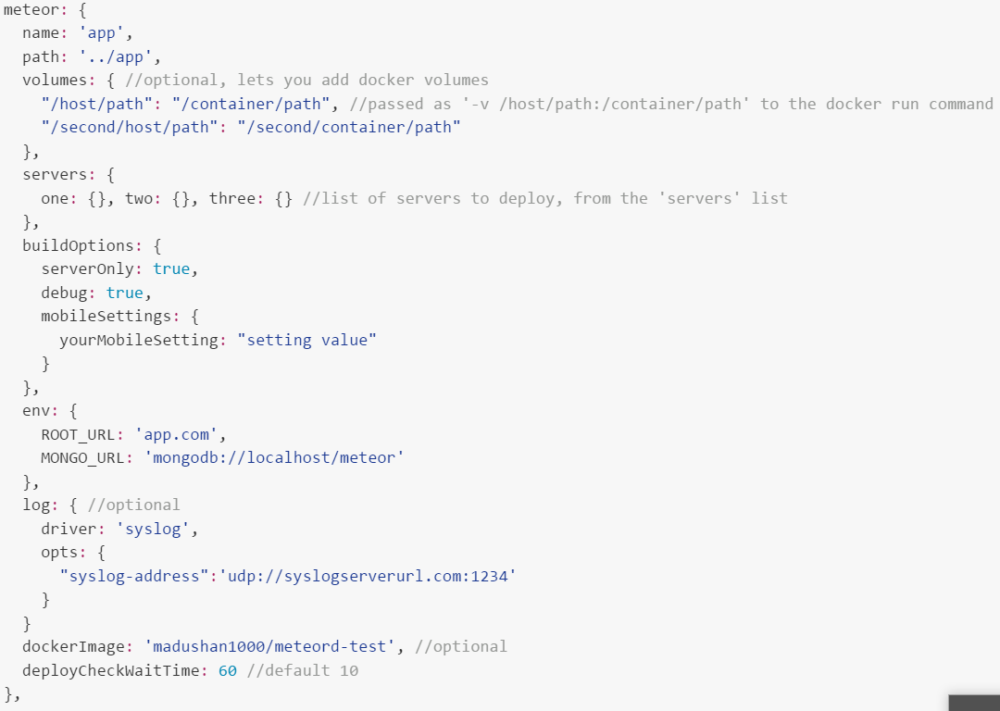 meteor: {
  name: 'app',
  path: '../app',
  volumes: { //optional, lets you add docker volumes
    "/host/path": "/container/path", //passed as '-v /host/path:/container/path' to the docker run command
    "/second/host/path": "/second/container/path"
  },
  servers: {
    one: {}, two: {}, three: {} //list of servers to deploy, from the 'servers' list
  },
  buildOptions: {
    serverOnly: true,
    debug: true,
    mobileSettings: {
      yourMobileSetting: "setting value"
    }
  },
  env: {
    ROOT_URL: 'app.com',
    MONGO_URL: 'mongodb://localhost/meteor'
  },
  log: { //optional
    driver: 'syslog',
    opts: {
      "syslog-address":'udp://syslogserverurl.com:1234'
    }
  }
  dockerImage: 'madushan1000/meteord-test', //optional
  deployCheckWaitTime: 60 //default 10
},